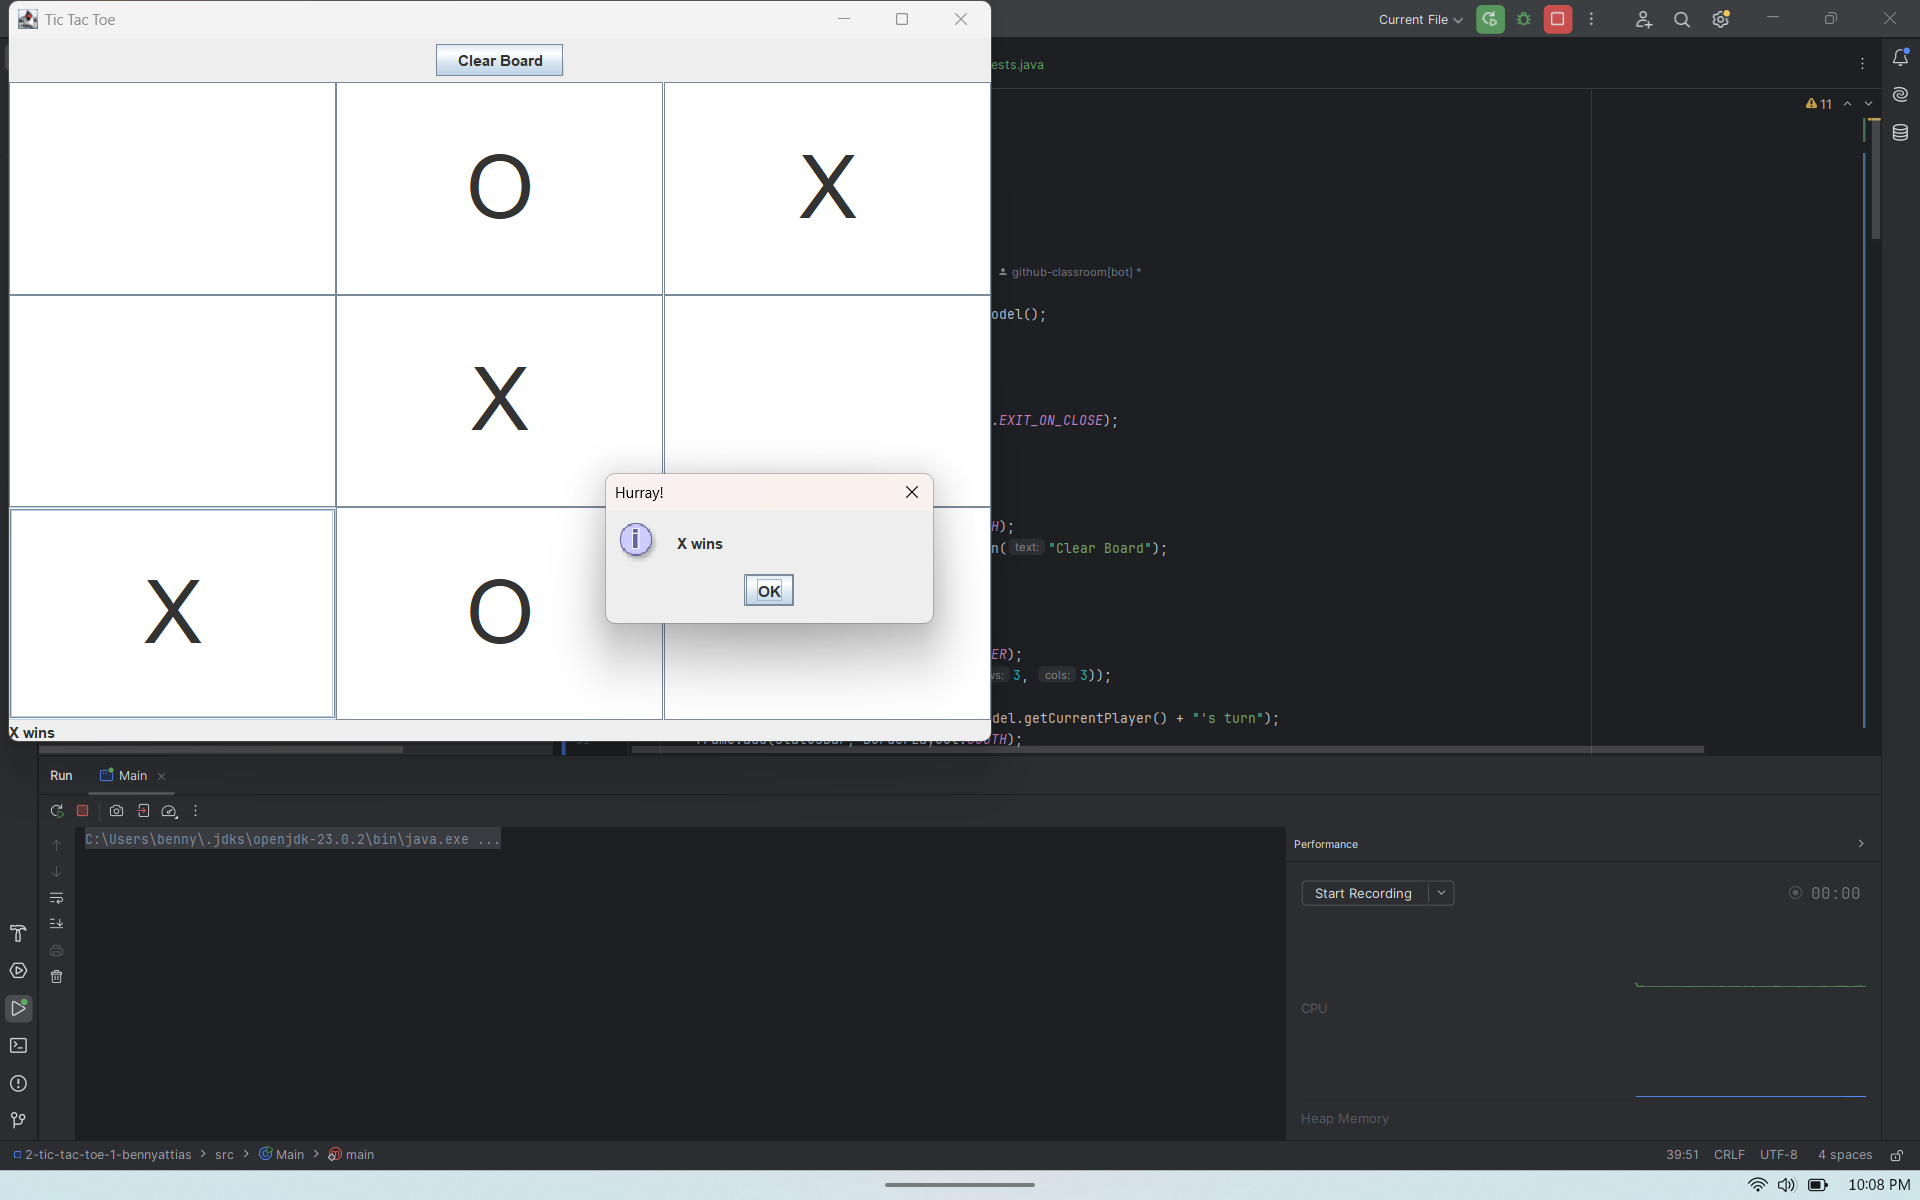 Tic Tac Toe
Current File
Clear Board
ests.java
11
O X
github-classroom[bot] *
odel();
X
.EXIT_ON_CLOSE);
Hurray!
X wins
OK
H);
n( text: "Clear Board");
X O
ER);
ws: 3, cols: 3));
del.getCurrentPlayer() + "'s turn");
X wins
Run Main
C:\Users\benny\.jdks\openjdk-23.0.2\bin\java.exe ...
Performance
Start Recording
00:00
CPU
Heap Memory
2-tic-tac-toe-1-bennyattias > src > Main > main
39:51 CRLF UTF-8 4 spaces
10:08 PM